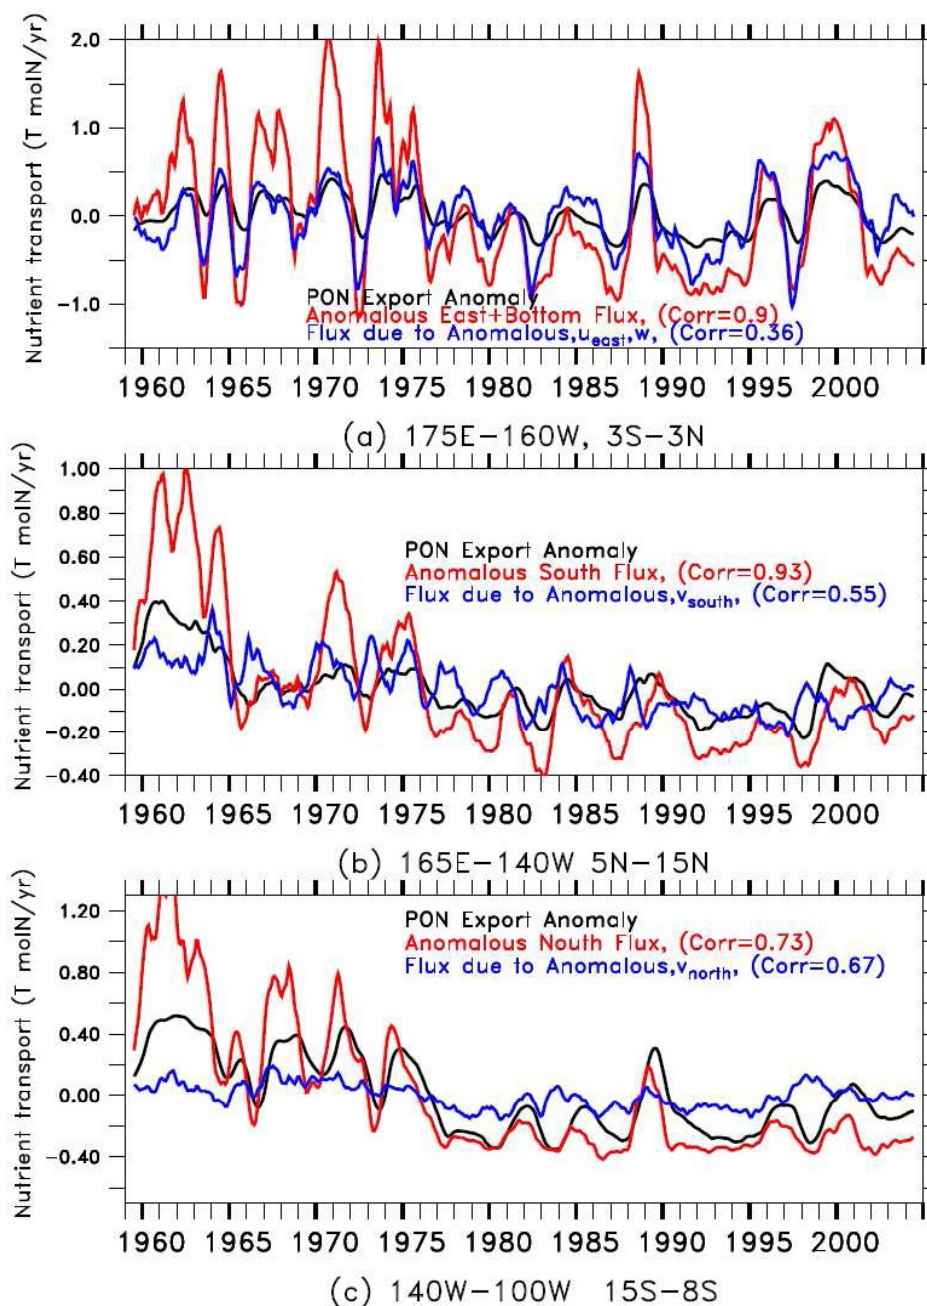 Nutrient transport (T molN/yr)
2.0
1.0
0.0
-1.0
PON Export Anomaly
Anomalous East+Bottom Flux, (Corr=0.9)
Flux due to Anomalous,u_east,w, (Corr=0.36)
1960 1965 1970 1975 1980 1985 1990 1995 2000
(a) 175E-160W, 3S-3N
Nutrient transport (T molN/yr)
1.00
0.80
0.60
0.40
0.20
0.00
-0.20
-0.40
PON Export Anomaly
Anomalous South Flux, (Corr=0.93)
Flux due to Anomalous,v_south, (Corr=0.55)
1960 1965 1970 1975 1980 1985 1990 1995 2000
(b) 165E-140W 5N-15N
Nutrient transport (T molN/yr)
1.20
0.80
0.40
0.00
-0.40
PON Export Anomaly
Anomalous Nouth Flux, (Corr=0.73)
Flux due to Anomalous,v_north, (Corr=0.67)
1960 1965 1970 1975 1980 1985 1990 1995 2000
(c) 140W-100W 15S-8S